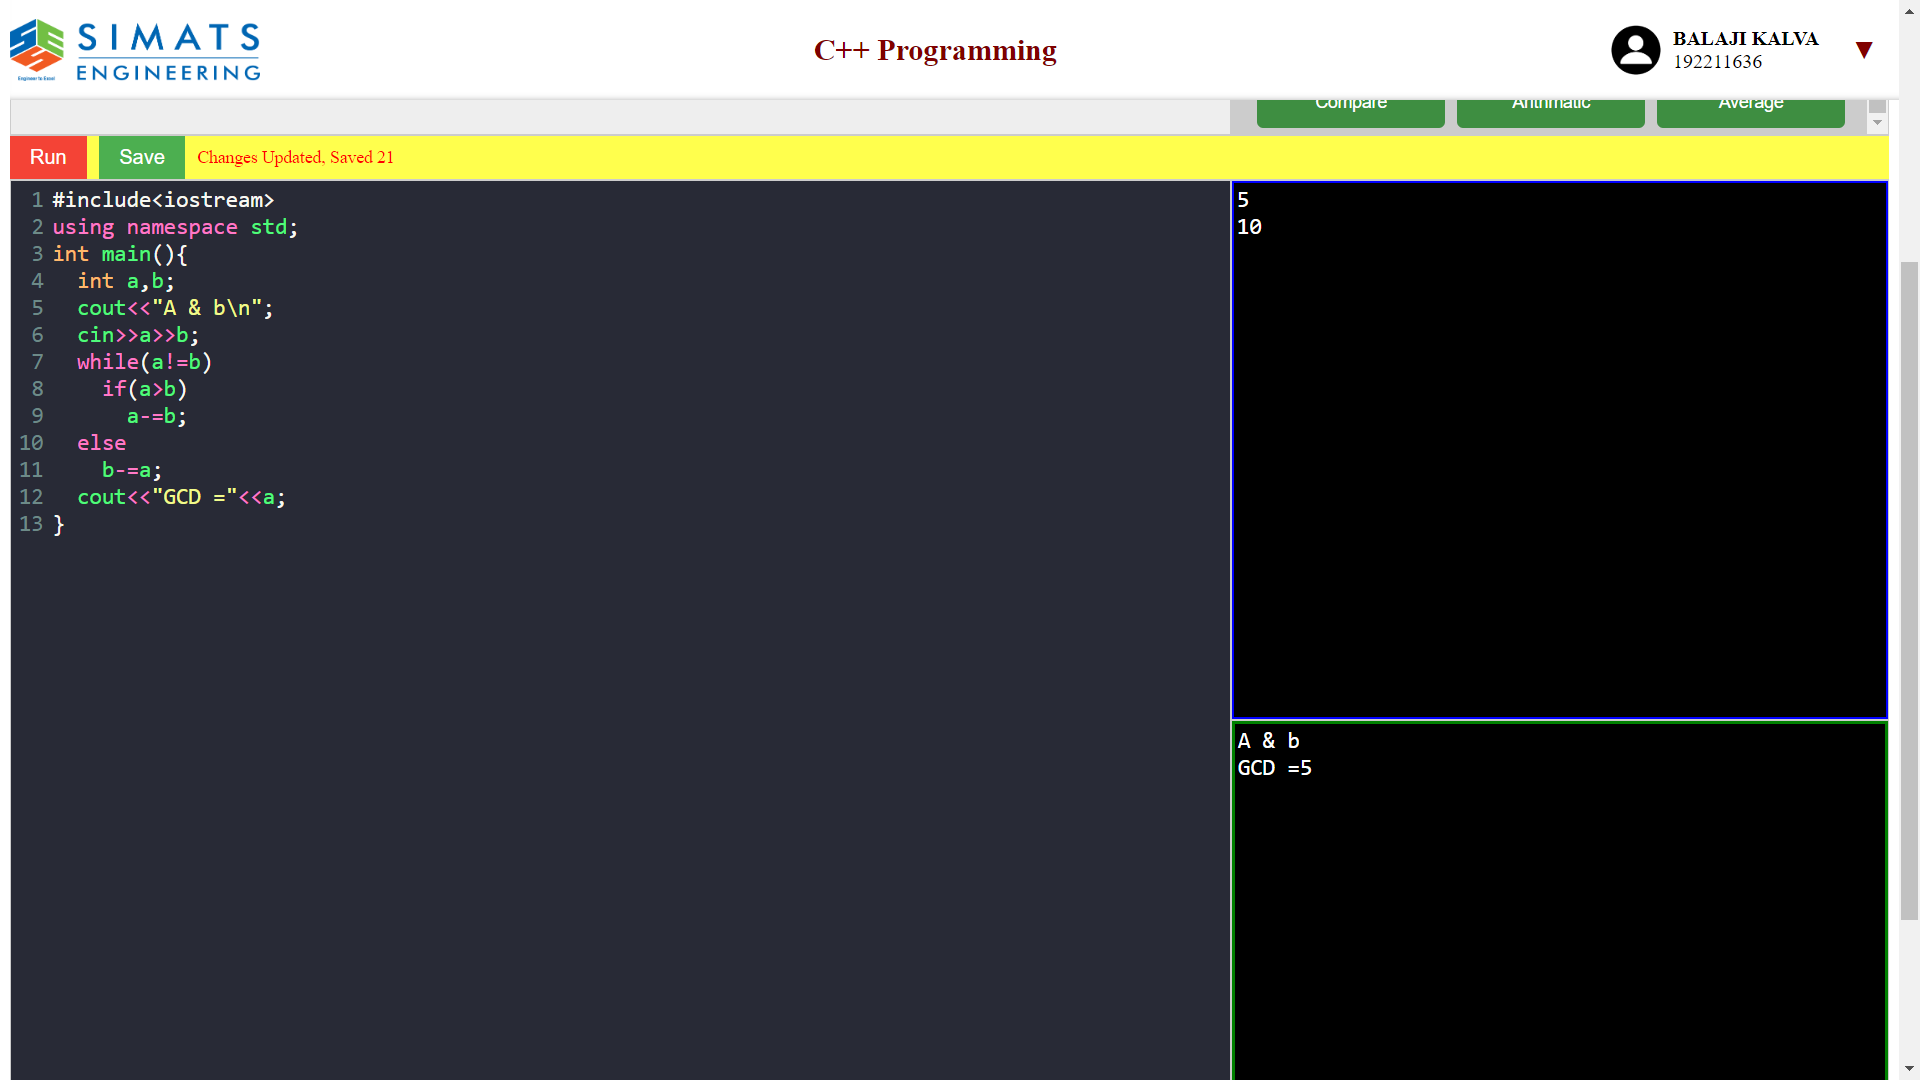 SIMATS
ENGINEERING
Engineer to Excel
C++ Programming
BALAJI KALVA
192211636
▼
Compare Arithmatic Average
Run Save Changes Updated, Saved 21
1 #include<iostream>
2 using namespace std;
3 int main(){
4   int a,b;
5   cout<<"A & b\n";
6   cin>>a>>b;
7   while(a!=b)
8     if(a>b)
9       a-=b;
10   else
11     b-=a;
12   cout<<"GCD ="<<a;
13 }
5
10
A & b
GCD =5